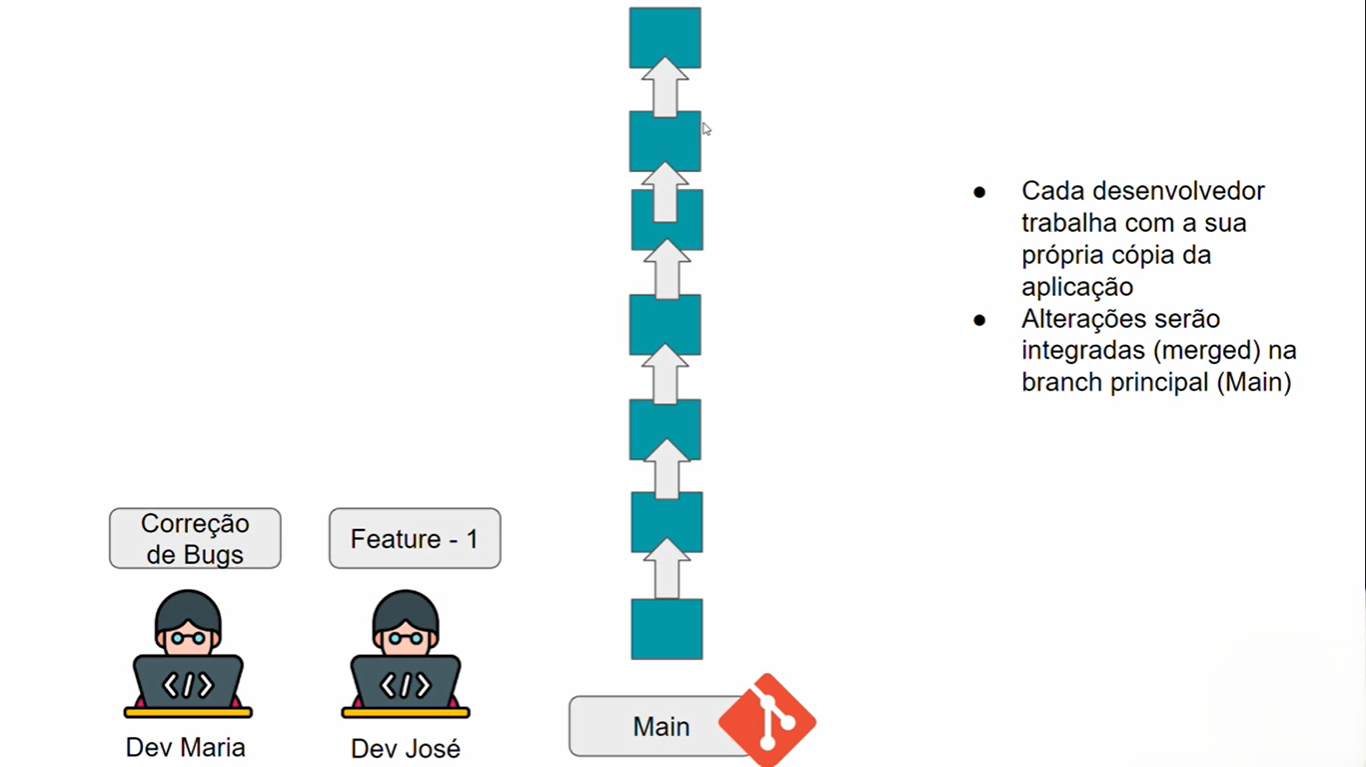 Cada desenvolvedor
trabalha com a sua
própria cópia da
aplicação
Alterações serão
integradas (merged) na
branch principal (Main)
Correção
de Bugs
Feature - 1
</>
</>
Dev Maria
Dev José
Main